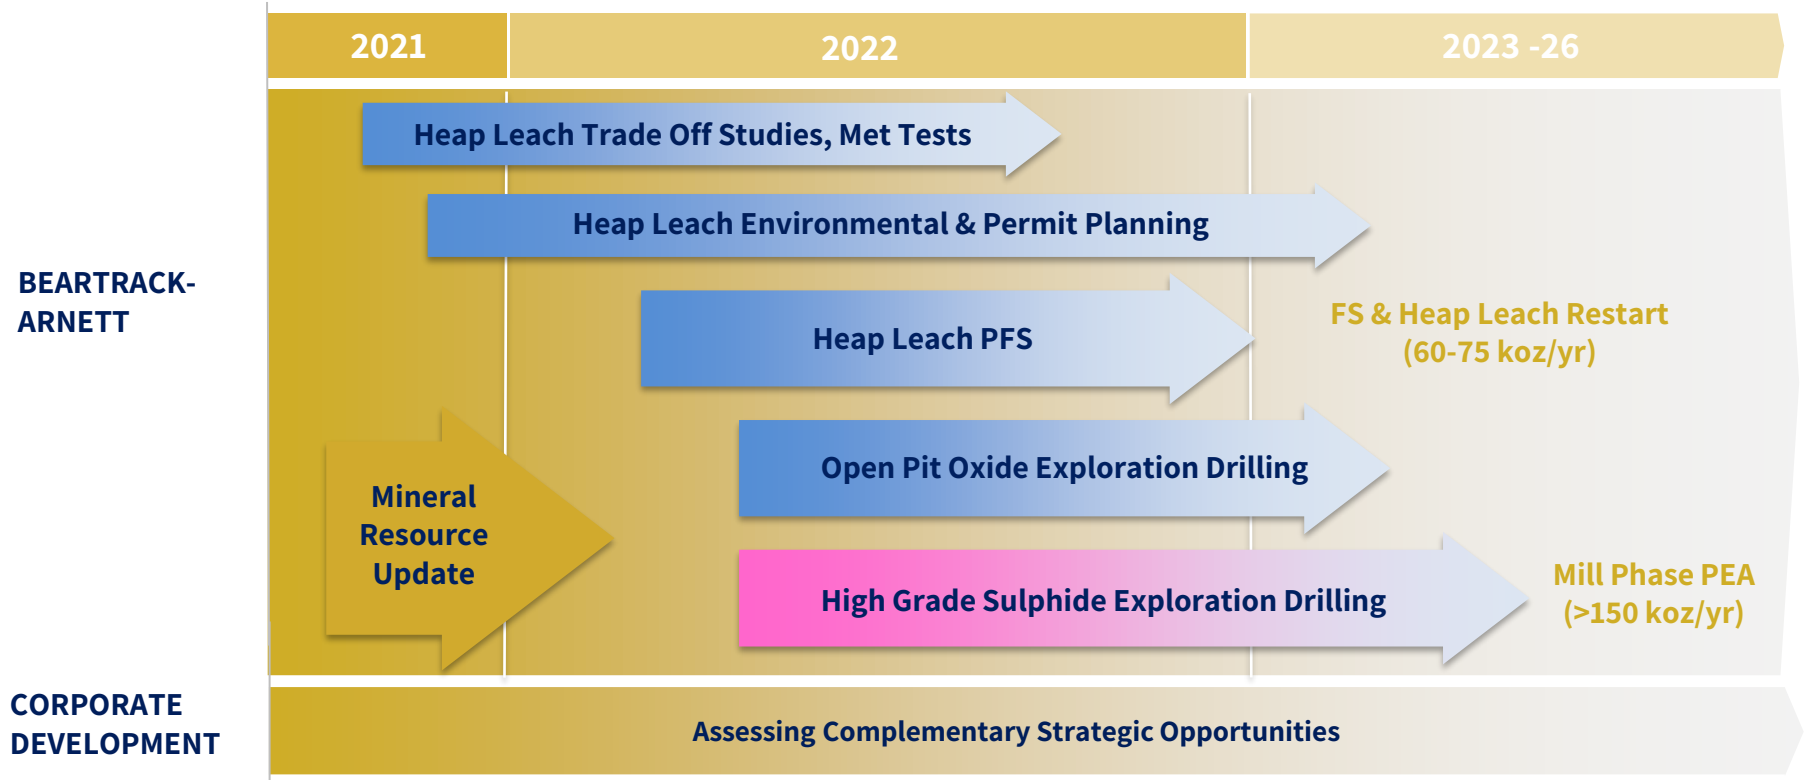 2021
2022
2023 -26
BEARTRACK-
ARNETT
Heap Leach Trade Off Studies, Met Tests
Heap Leach Environmental & Permit Planning
Heap Leach PFS
FS & Heap Leach Restart
(60-75 koz/yr)
Mineral
Resource
Update
Open Pit Oxide Exploration Drilling
High Grade Sulphide Exploration Drilling
Mill Phase PEA
(>150 koz/yr)
CORPORATE
DEVELOPMENT
Assessing Complementary Strategic Opportunities